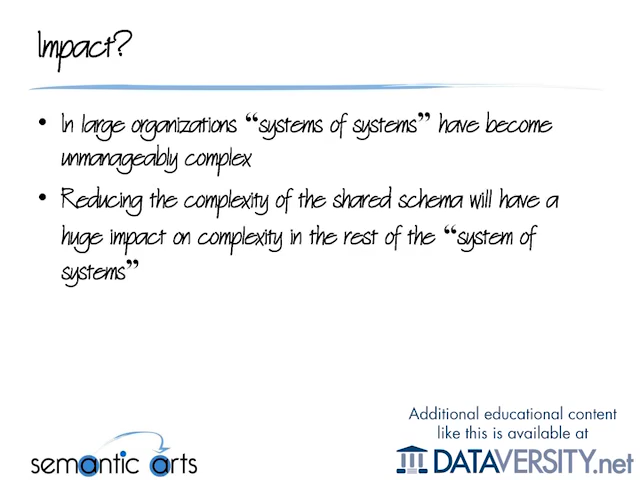 Impact?
• In large organizations “systems of systems” have become
unmanageably complex
• Reducing the complexity of the shared schema will have a
huge impact on complexity in the rest of the “system of
systems”
Additional educational content
like this is available at
DATAVERSITY.net
semantic arts